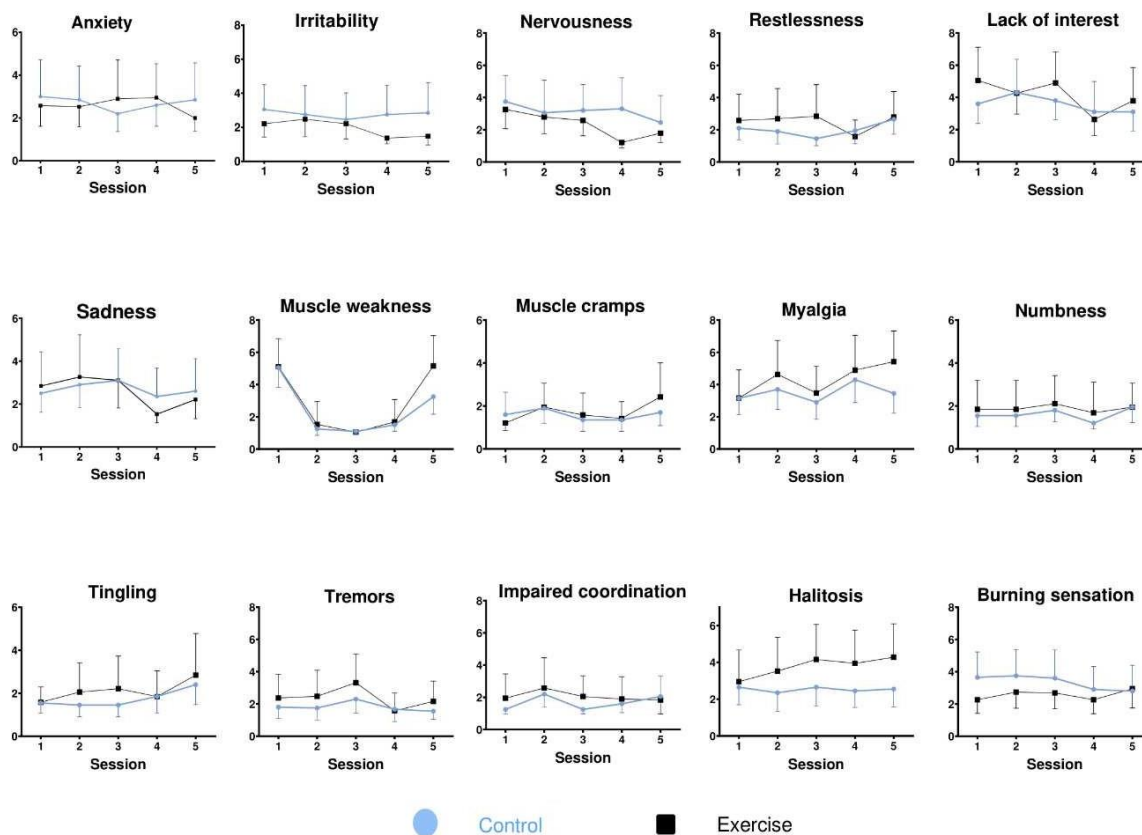 Anxiety
Irritability
Nervousness
Restlessness
Lack of interest
6
4
2
0
1 2 3 4 5
Session
8
6
4
2
0
1 2 3 4 5
Session
8
6
4
2
0
1 2 3 4 5
Session
8
6
4
2
0
1 2 3 4 5
Session
8
6
4
2
0
1 2 3 4 5
Session
Sadness
Muscle weakness
Muscle cramps
Myalgia
Numbness
6
4
2
0
1 2 3 4 5
Session
8
6
4
2
0
1 2 3 4 5
Session
6
4
2
0
1 2 3 4 5
Session
8
6
4
2
0
1 2 3 4 5
Session
6
4
2
0
1 2 3 4 5
Session
Tingling
Tremors
Impaired coordination
Halitosis
Burning sensation
6
4
2
0
1 2 3 4 5
Session
8
6
4
2
0
1 2 3 4 5
Session
8
6
4
2
0
1 2 3 4 5
Session
6
4
2
0
1 2 3 4 5
Session
8
6
4
2
0
1 2 3 4 5
Session
Control
Exercise